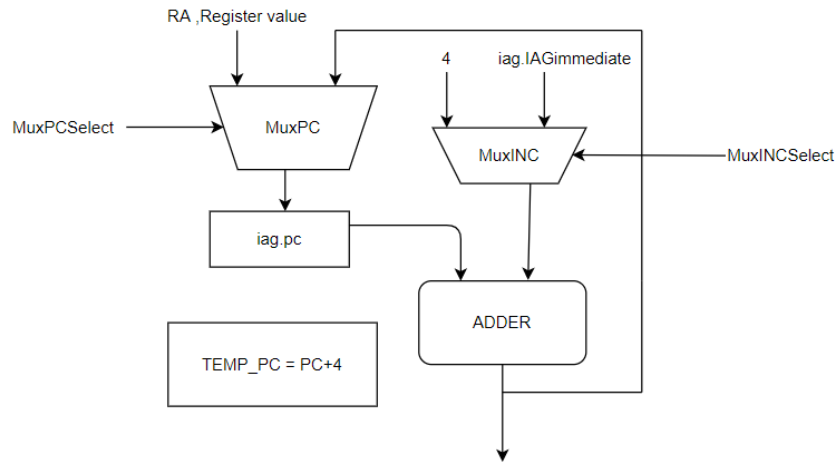 RA ,Register value
4
iag.IAGimmediate
MuxPCSelect
MuxPC
MuxINC
MuxINCSelect
iag.pc
ADDER
TEMP_PC = PC+4